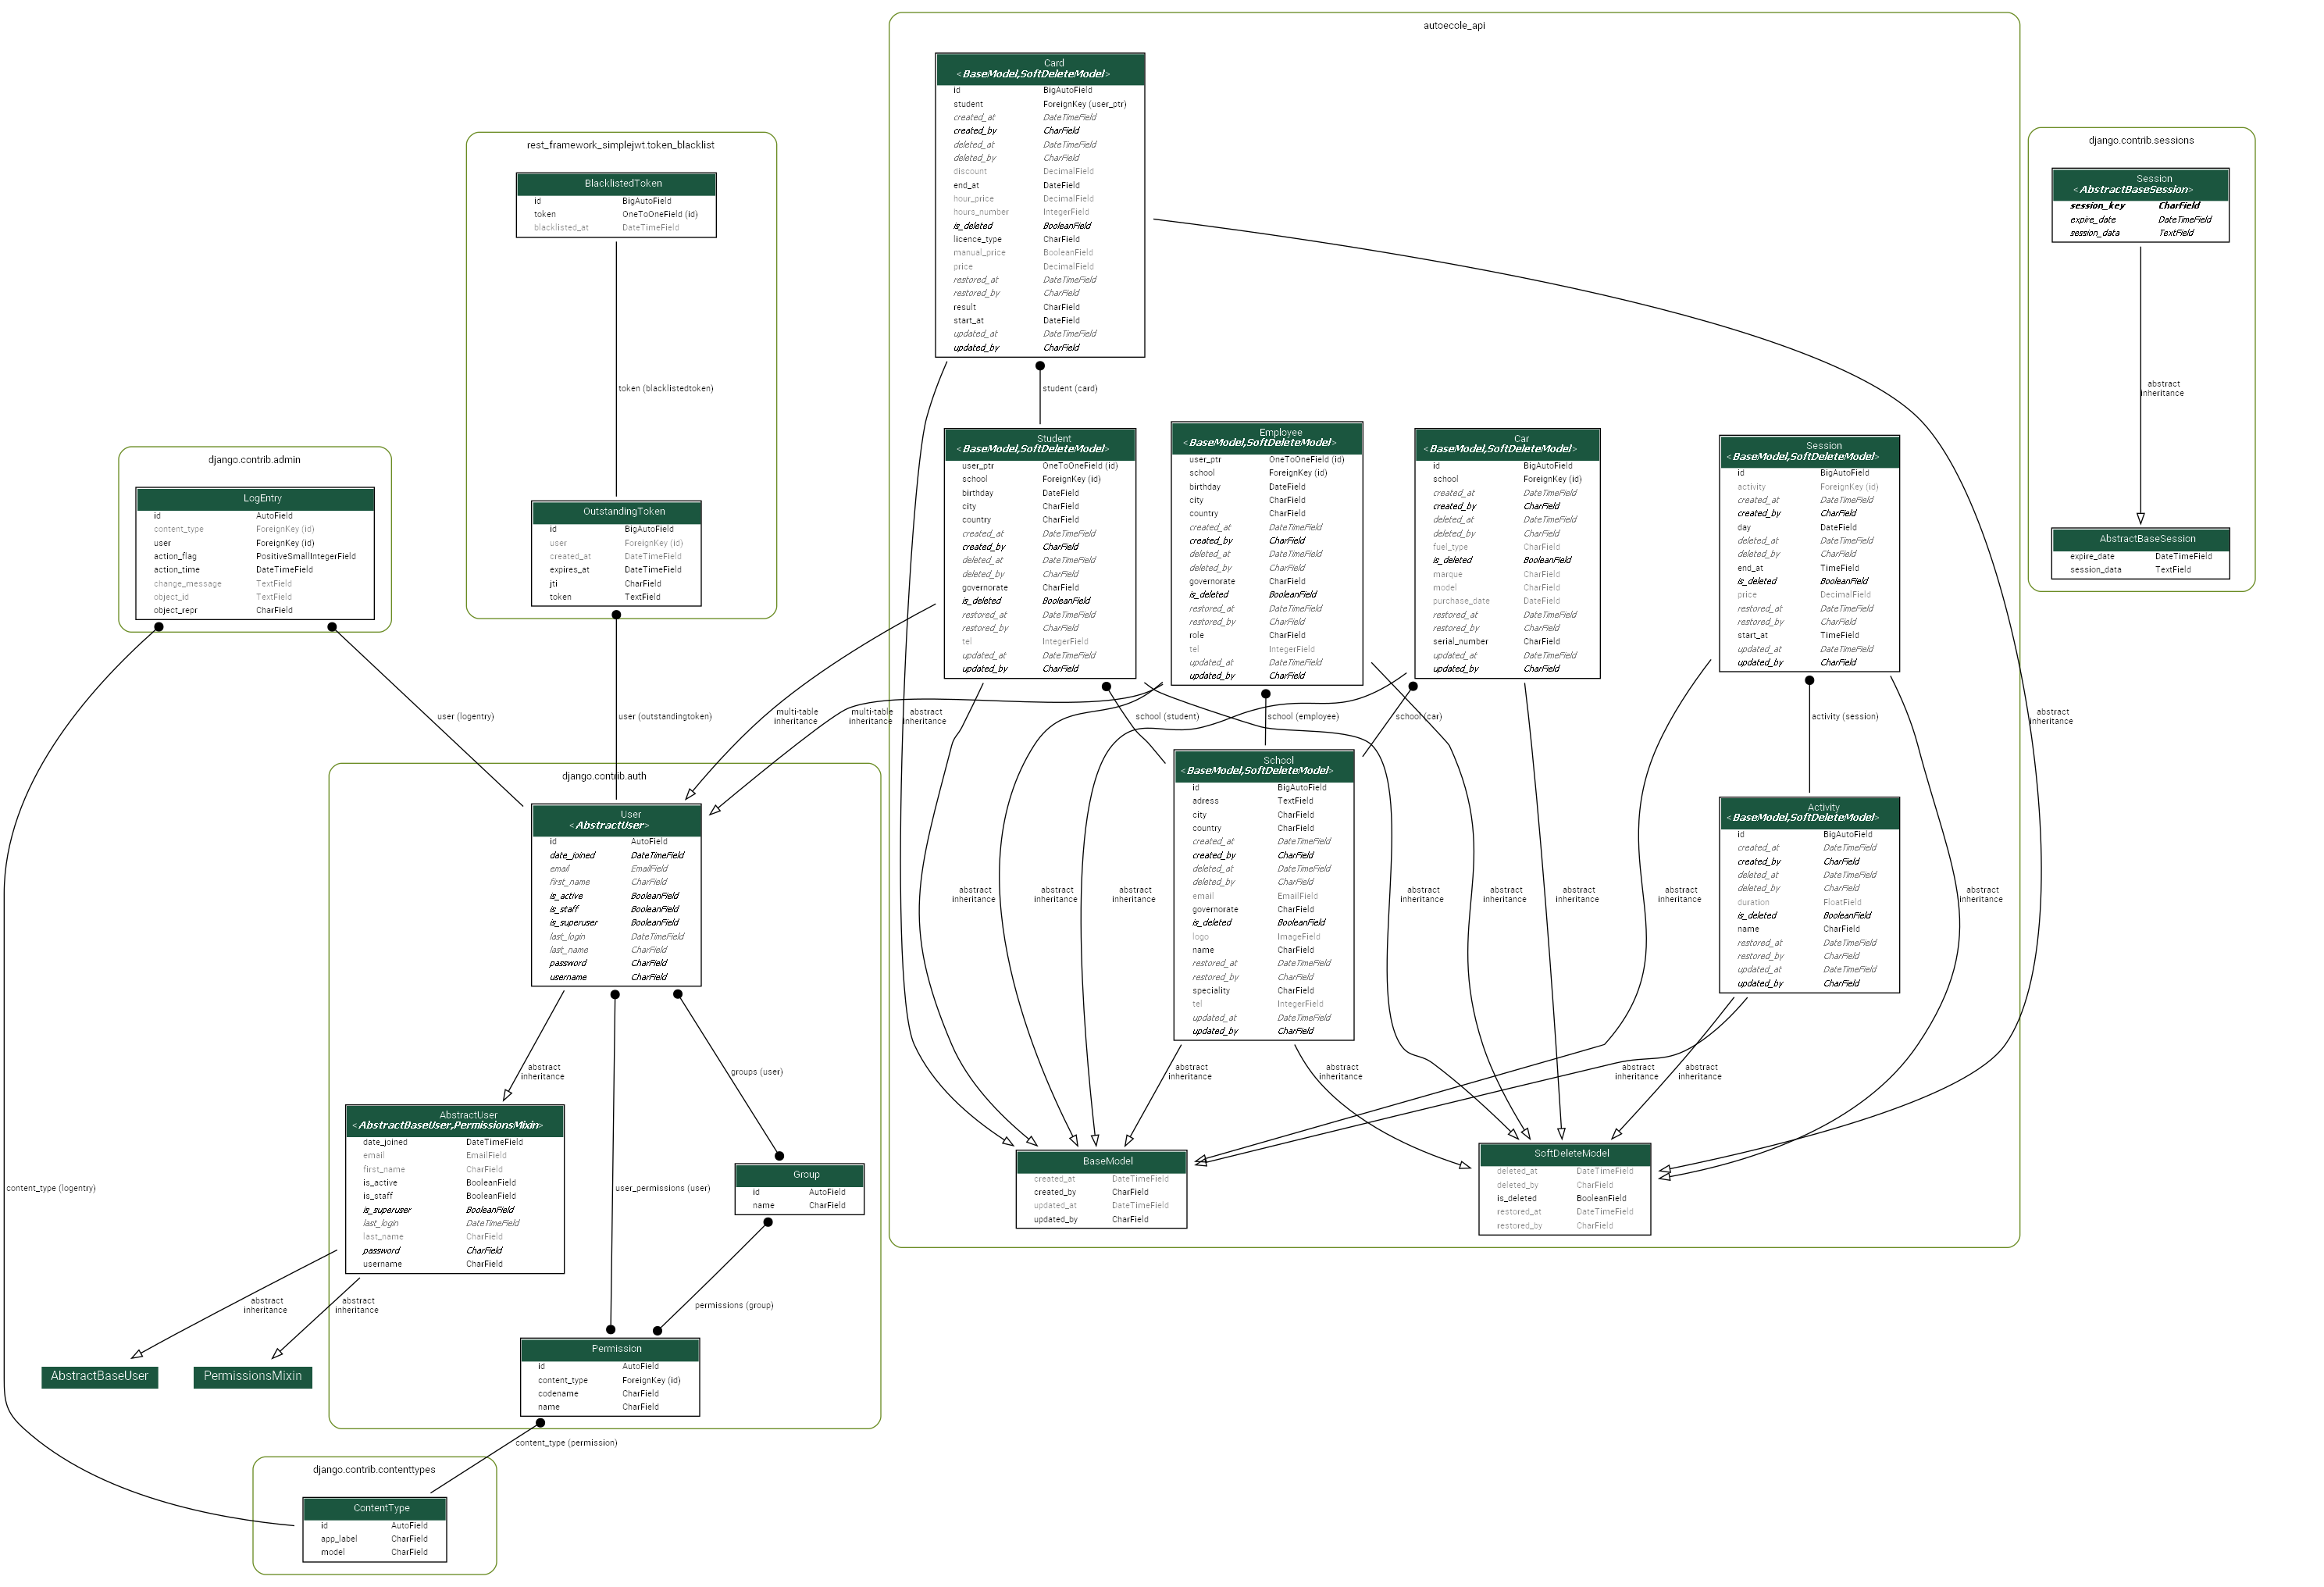 autoecole_api
Card
<BaseModel,SoftDeleteModel>
id BigAutoField
student ForeignKey (user_ptr)
created_at DateTimeField
created_by CharField
deleted_at DateTimeField
deleted_by CharField
discount DecimalField
end_at DateField
hour_price DecimalField
hours_number IntegerField
is_deleted BooleanField
licence_type CharField
manual_price BooleanField
price DecimalField
restored_at DateTimeField
restored_by CharField
result CharField
start_at DateField
updated_at DateTimeField
updated_by CharField
student (card)
rest_framework_simplejwt.token_blacklist
BlacklistedToken
id BigAutoField
token OneToOneField (id)
blacklisted_at DateTimeField
token (blacklistedtoken)
OutstandingToken
id BigAutoField
user ForeignKey (id)
created_at DateTimeField
expires_at DateTimeField
jti CharField
token TextField
user (outstandingtoken)
django.contrib.sessions
Session
<AbstractBaseSession>
session_key CharField
expire_date DateTimeField
session_data TextField
abstract
inheritance
AbstractBaseSession
expire_date DateTimeField
session_data TextField
django.contrib.admin
LogEntry
id AutoField
content_type ForeignKey (id)
user ForeignKey (id)
action_flag PositiveSmallIntegerField
action_time DateTimeField
change_message TextField
object_id TextField
object_repr CharField
user (logentry)
Student
<BaseModel,SoftDeleteModel>
user_ptr OneToOneField (id)
school ForeignKey (id)
birthday DateField
city CharField
country CharField
created_at DateTimeField
created_by CharField
deleted_at DateTimeField
deleted_by CharField
governorate CharField
is_deleted BooleanField
restored_at DateTimeField
restored_by CharField
tel IntegerField
updated_at DateTimeField
updated_by CharField
Employee
<BaseModel,SoftDeleteModel>
user_ptr OneToOneField (id)
school ForeignKey (id)
birthday DateField
city CharField
country CharField
created_at DateTimeField
created_by CharField
deleted_at DateTimeField
deleted_by CharField
governorate CharField
is_deleted BooleanField
restored_at DateTimeField
restored_by CharField
role CharField
tel IntegerField
updated_at DateTimeField
updated_by CharField
Car
<BaseModel,SoftDeleteModel>
id BigAutoField
school ForeignKey (id)
created_at DateTimeField
created_by CharField
deleted_at DateTimeField
deleted_by CharField
fuel_type CharField
is_deleted BooleanField
marque CharField
model CharField
purchase_date DateField
restored_at DateTimeField
restored_by CharField
serial_number CharField
updated_at DateTimeField
updated_by CharField
Session
<BaseModel,SoftDeleteModel>
id BigAutoField
activity ForeignKey (id)
created_at DateTimeField
created_by CharField
day DateField
deleted_at DateTimeField
deleted_by CharField
end_at TimeField
is_deleted BooleanField
price DecimalField
restored_at DateTimeField
restored_by CharField
start_at TimeField
updated_at DateTimeField
updated_by CharField
multi-table
inheritance
multi-table
inheritance
abstract
inheritance
school (student)
school (employee)
school (car)
activity (session)
abstract
inheritance
django.contrib.auth
User
<AbstractUser>
id AutoField
date_joined DateTimeField
email EmailField
first_name CharField
is_active BooleanField
is_staff BooleanField
is_superuser BooleanField
last_login DateTimeField
last_name CharField
password CharField
username CharField
School
<BaseModel,SoftDeleteModel>
id BigAutoField
adress TextField
city CharField
country CharField
created_at DateTimeField
created_by CharField
deleted_at DateTimeField
deleted_by CharField
email EmailField
governorate CharField
is_deleted BooleanField
logo ImageField
name CharField
restored_at DateTimeField
restored_by CharField
speciality CharField
tel IntegerField
updated_at DateTimeField
updated_by CharField
Activity
<BaseModel,SoftDeleteModel>
id BigAutoField
created_at DateTimeField
created_by CharField
deleted_at DateTimeField
deleted_by CharField
duration FloatField
is_deleted BooleanField
name CharField
restored_at DateTimeField
restored_by CharField
updated_at DateTimeField
updated_by CharField
abstract
inheritance
abstract
inheritance
abstract
inheritance
abstract
inheritance
abstract
inheritance
abstract
inheritance
abstract
inheritance
abstract
inheritance
abstract
inheritance
groups (user)
abstract
inheritance
abstract
inheritance
abstract
inheritance
abstract
inheritance
AbstractUser
<AbstractBaseUser,PermissionsMixin>
date_joined DateTimeField
email EmailField
first_name CharField
is_active BooleanField
is_staff BooleanField
is_superuser BooleanField
last_login DateTimeField
last_name CharField
password CharField
username CharField
content_type (logentry)
user_permissions (user)
Group
id AutoField
name CharField
BaseModel
created_at DateTimeField
created_by CharField
updated_at DateTimeField
updated_by CharField
SoftDeleteModel
deleted_at DateTimeField
deleted_by CharField
is_deleted BooleanField
restored_at DateTimeField
restored_by CharField
abstract
inheritance
abstract
inheritance
permissions (group)
AbstractBaseUser
PermissionsMixin
Permission
id AutoField
content_type ForeignKey (id)
codename CharField
name CharField
content_type (permission)
django.contrib.contenttypes
ContentType
id AutoField
app_label CharField
model CharField